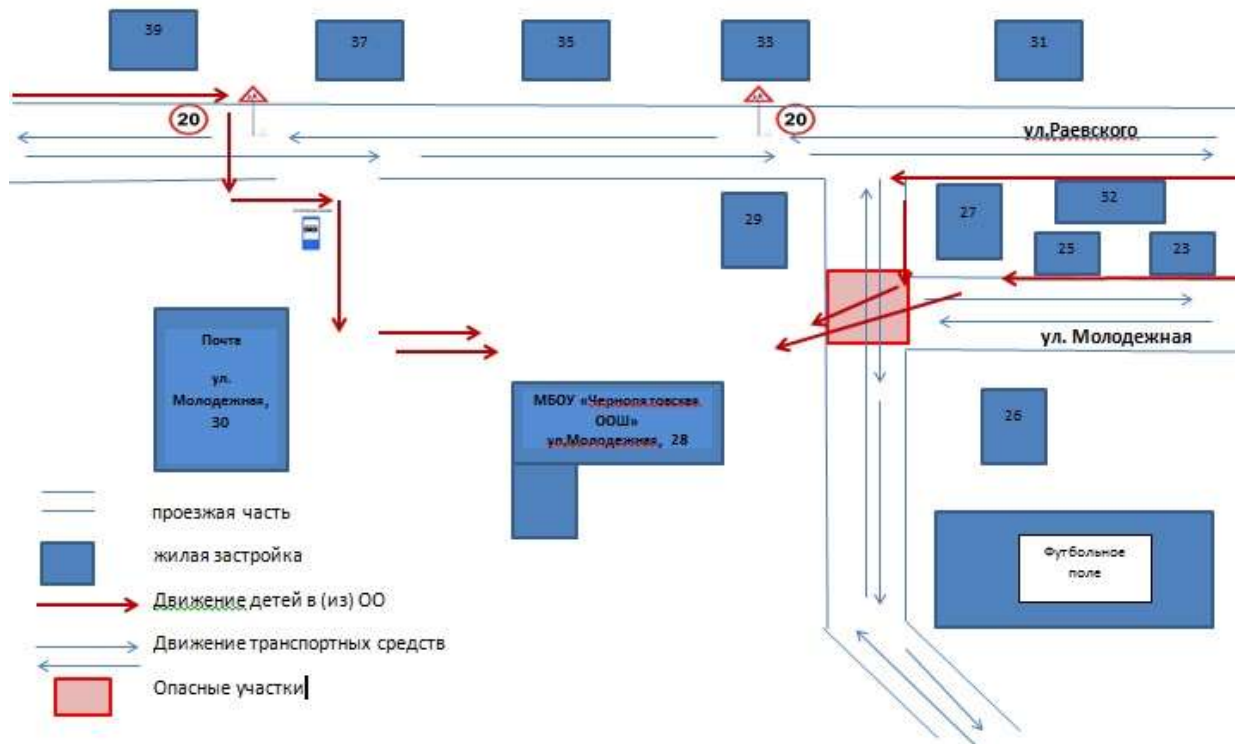 39
37
35
33
31
20
20
ул.Раевского
29
27
32
25
23
ул. Молодежная
Почта
ул.
Молодежная,
30
МБОУ «Чернопятовская
ООШ»
ул.Молодежная, 28
26
Футбольное
поле
проезжая часть
жилая застройка
Движение детей в (из) ОО
Движение транспортных средств
Опасные участки